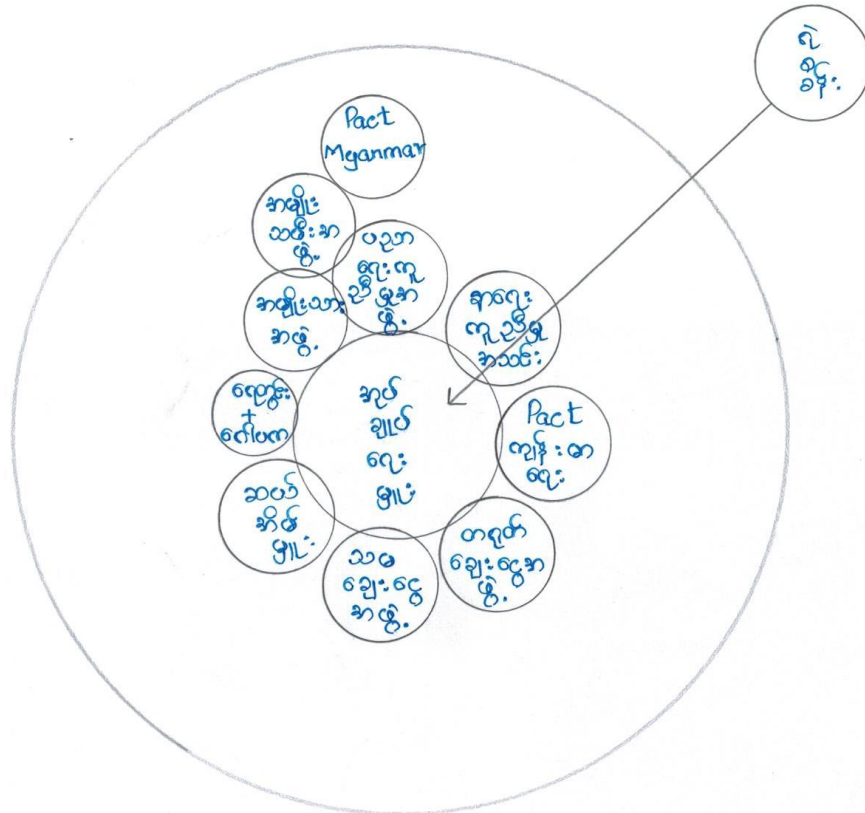 ရဲ
စင်
ခန်း
Pact
Myanmar
အမျိုး
သမီးအ
ဖွဲ့
ပညာ
ရေးကူ
ညီမှုအ
ဖွဲ့
အမျိုးသား
အဖွဲ့
နာရေး
ကူညီမှု
အသင်း
ရေတွင်း
+
ဂေါပက
အုပ်
ချုပ်
ရေး
မှူး
Pact
ကျန်းမာ
ရေး
ဆယ်
အိမ်
မှူး
သမ
ချေးငွေ
အဖွဲ့
တရုတ်
ချေးငွေအ
ဖွဲ့